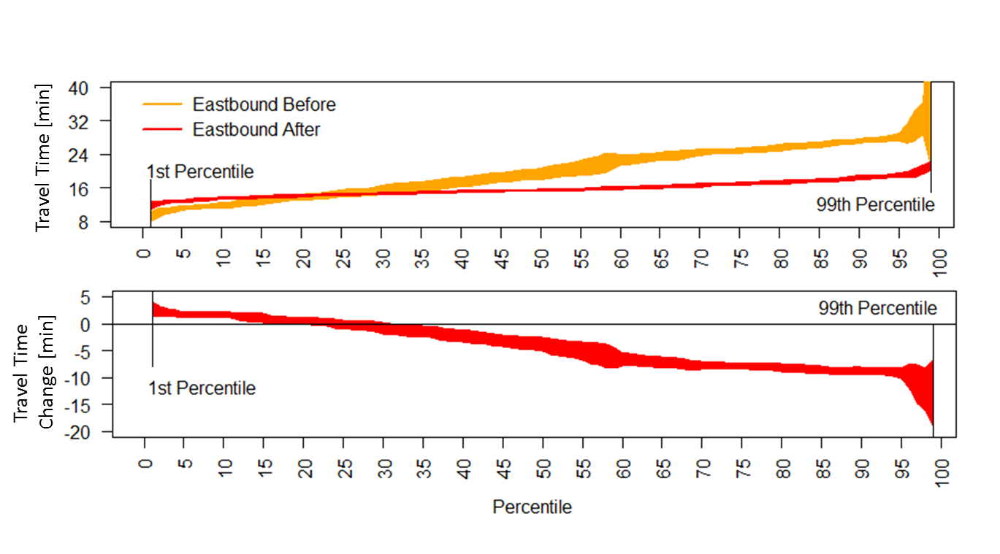 Travel Time [min]
40
32
24
16
8
Eastbound Before
Eastbound After
1st Percentile
99th Percentile
0 5 10 15 20 25 30 35 40 45 50 55 60 65 70 75 80 85 90 95 100
Travel Time
Change [min]
5
0
-5
-10
-15
-20
99th Percentile
1st Percentile
0 5 10 15 20 25 30 35 40 45 50 55 60 65 70 75 80 85 90 95 100
Percentile